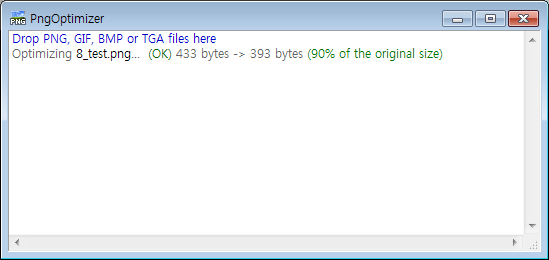 PngOptimizer
Drop PNG, GIF, BMP or TGA files here
Optimizing 8_test.png... (OK) 433 bytes -> 393 bytes (90% of the original size)